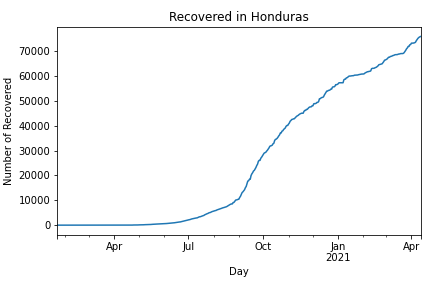 Recovered in Honduras
Number of Recovered
70000
60000
50000
40000
30000
20000
10000
0
Apr
Jul
Oct
Jan
2021
Apr
Day